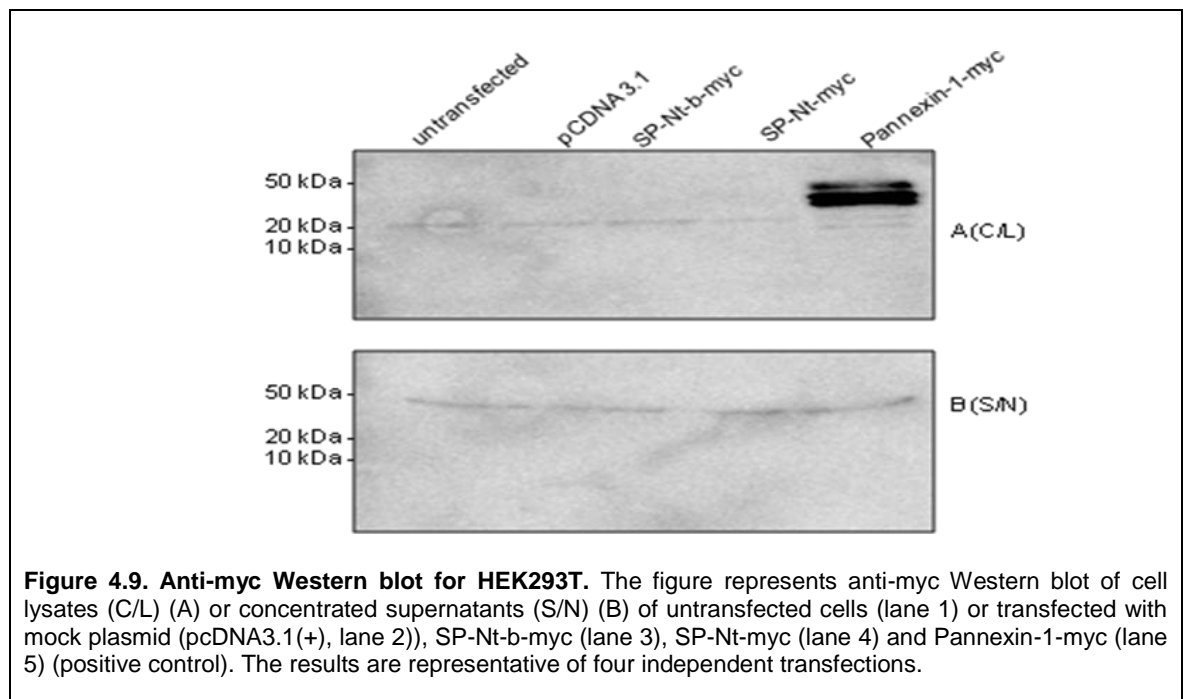 untransfected
pCDNA3.1
SP-Nt-b-myc
SP-Nt-myc
Pannexin-1-myc
50 kDa
20 kDa
10 kDa
A (C/L)
50 kDa
20 kDa
10 kDa
B (S/N)
Figure 4.9. Anti-myc Western blot for HEK293T. The figure represents anti-myc Western blot of cell
lysates (C/L) (A) or concentrated supernatants (S/N) (B) of untransfected cells (lane 1) or transfected with
mock plasmid (pcDNA3.1(+), lane 2)), SP-Nt-b-myc (lane 3), SP-Nt-myc (lane 4) and Pannexin-1-myc (lane
5) (positive control). The results are representative of four independent transfections.